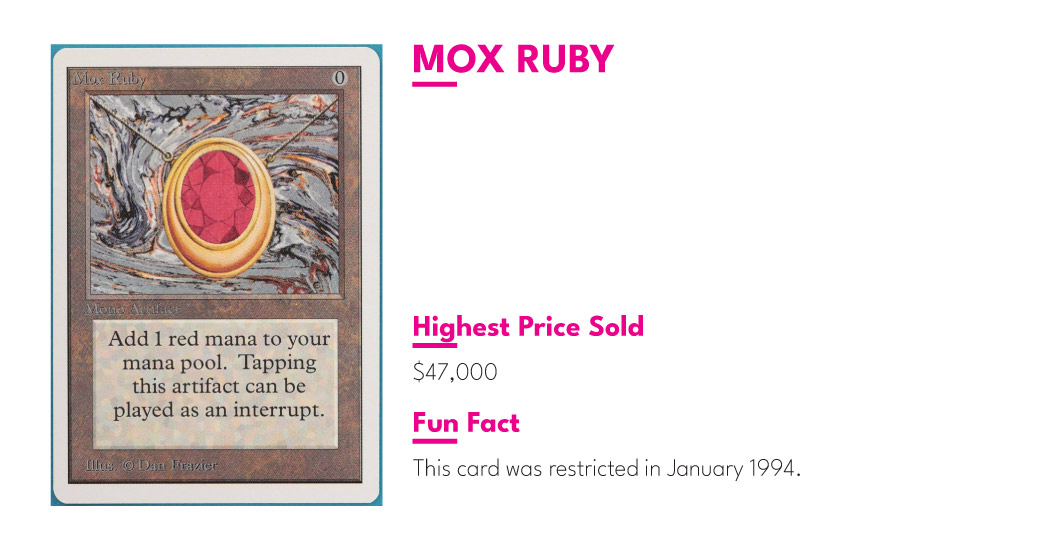 Mox Ruby
0
Mono Artifact
Add 1 red mana to your
mana pool. Tapping
this artifact can be
played as an interrupt.
Illus. © Dan Frazier
MOX RUBY
Highest Price Sold
$47,000
Fun Fact
This card was restricted in January 1994.